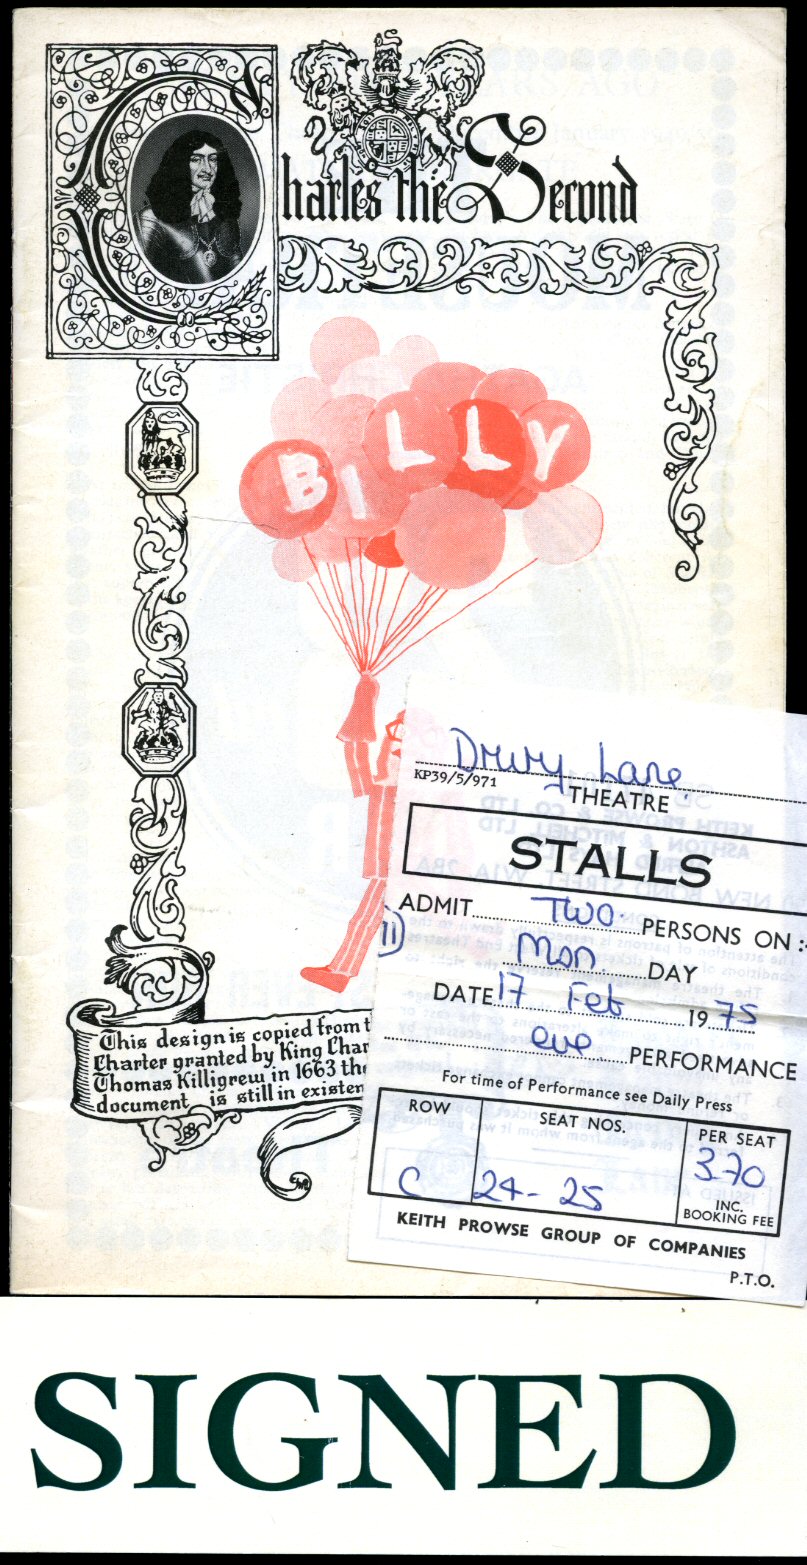 Charles the Second
BILLY
This design is copied from t
Charter granted by King Char
Thomas Killigrew in 1663 the
document is still in existen
Drury Lane.
KP39/5/971
THEATRE
STALLS
ADMIT Two. PERSONS ON :-
Mon DAY
DATE 17 Feb 1975
eve PERFORMANCE
For time of Performance see Daily Press
ROW SEAT NOS. PER SEAT
C 24 - 25 3.70
INC.
BOOKING FEE
KEITH PROWSE GROUP OF COMPANIES
P.T.O.
SIGNED